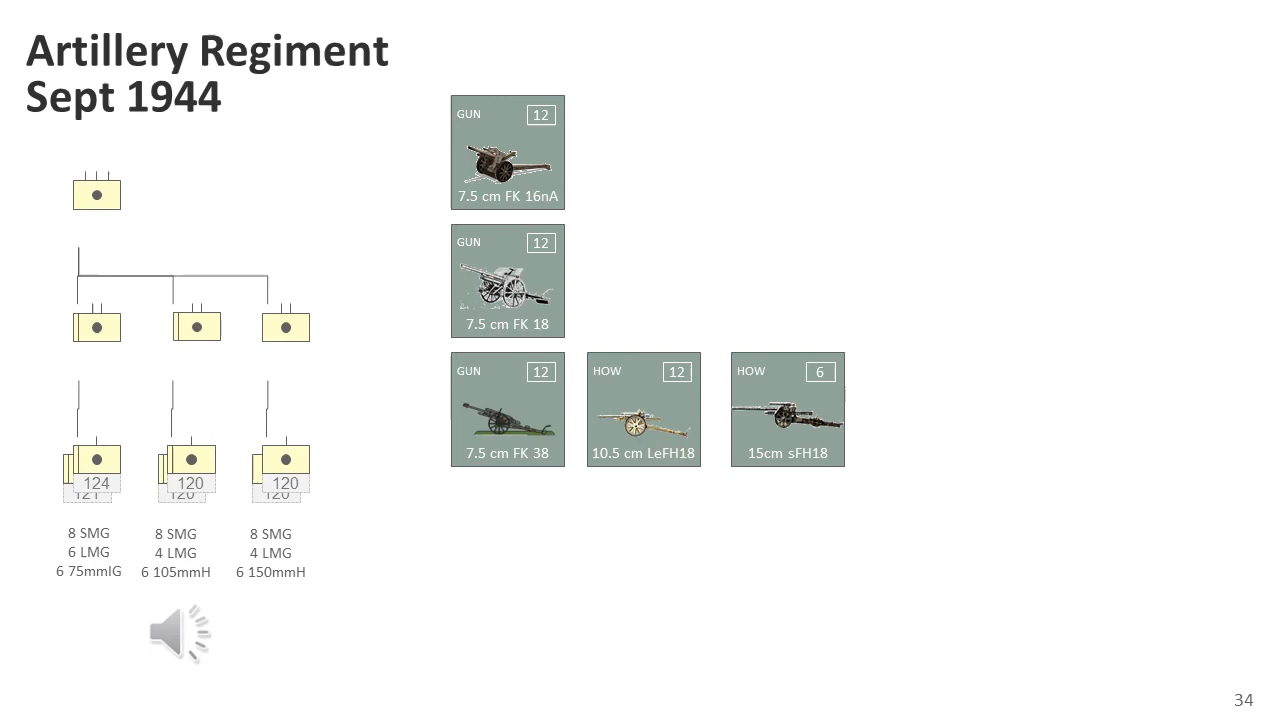 Artillery Regiment
Sept 1944
GUN 12
7.5 cm FK 16nA
GUN 12
7.5 cm FK 18
GUN 12
7.5 cm FK 38
HOW 12
10.5 cm LeFH18
HOW 6
15cm sFH18
124
121
120
120
120
120
8 SMG
6 LMG
6 75mmIG
8 SMG
4 LMG
6 105mmH
8 SMG
4 LMG
6 150mmH
34